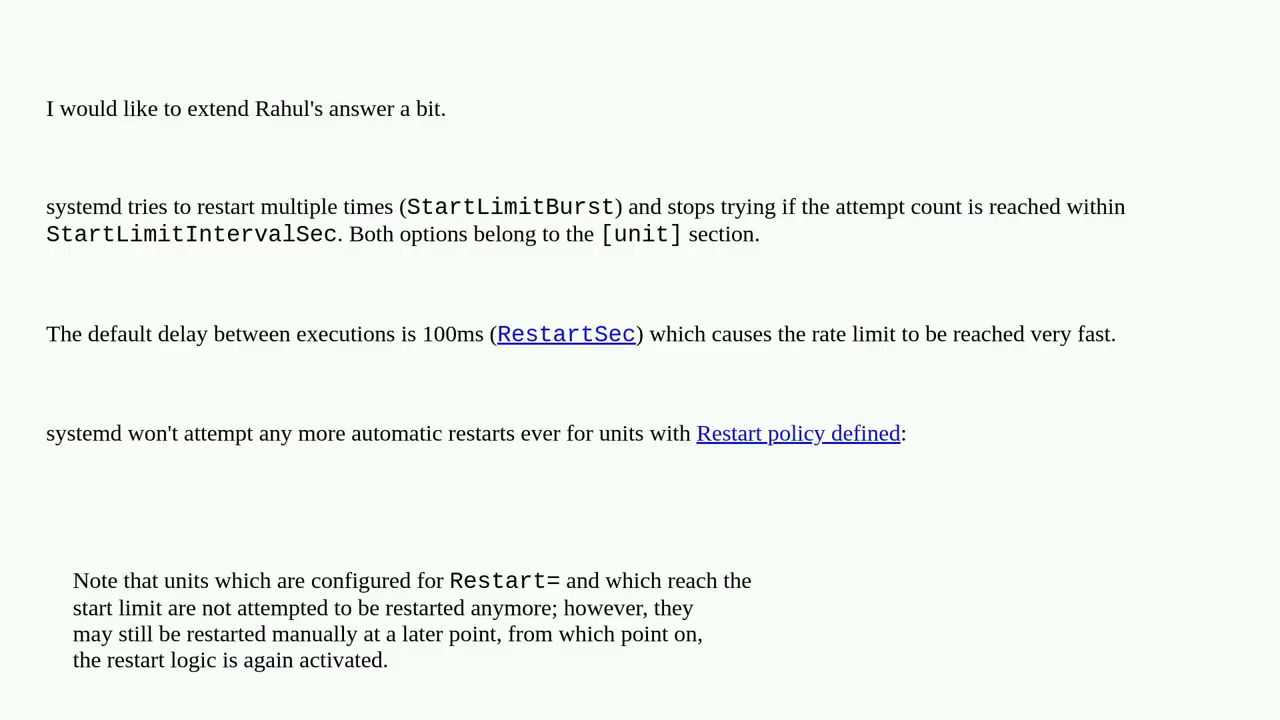 I would like to extend Rahul's answer a bit.
systemd tries to restart multiple times (StartLimitBurst) and stops trying if the attempt count is reached within
StartLimitIntervalSec. Both options belong to the [unit] section.
The default delay between executions is 100ms (RestartSec) which causes the rate limit to be reached very fast.
systemd won't attempt any more automatic restarts ever for units with Restart policy defined:
Note that units which are configured for Restart= and which reach the
start limit are not attempted to be restarted anymore; however, they
may still be restarted manually at a later point, from which point on,
the restart logic is again activated.